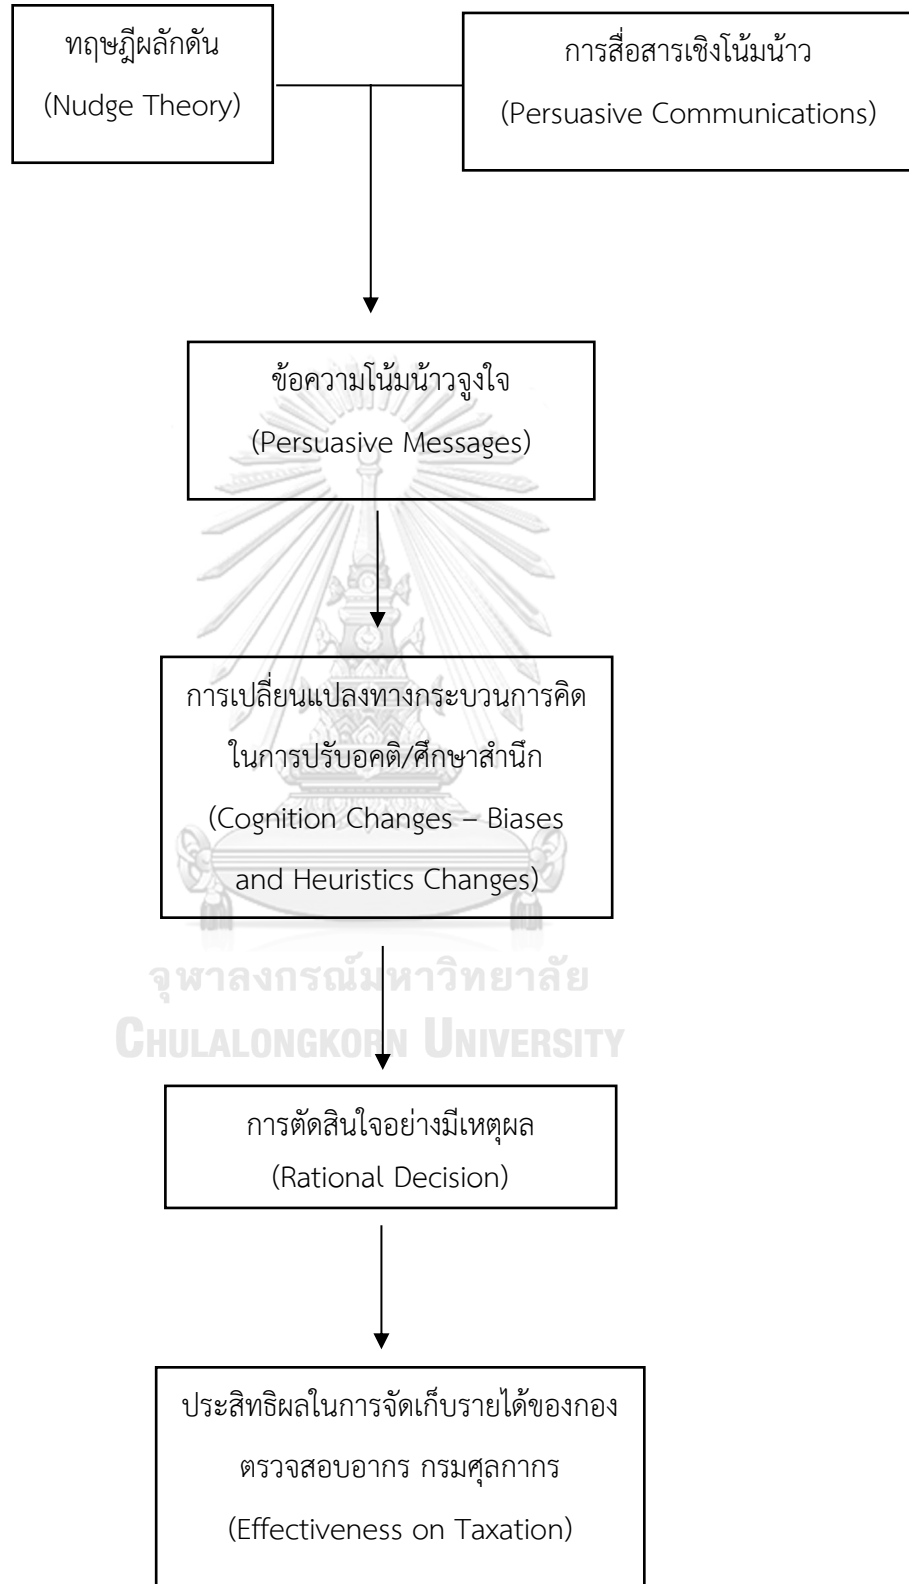 ทฤษฎีผลักดัน
(Nudge Theory)
การสื่อสารเชิงโน้มน้าว
(Persuasive Communications)
ข้อความโน้มน้าวจูงใจ
(Persuasive Messages)
การเปลี่ยนแปลงทางกระบวนการคิด
ในการปรับอคติ/ศึกษาสำนึก
(Cognition Changes – Biases
and Heuristics Changes)
จุฬาลงกรณ์มหาวิทยาลัย
CHULALONGKORN UNIVERSITY
การตัดสินใจอย่างมีเหตุผล
(Rational Decision)
ประสิทธิผลในการจัดเก็บรายได้ของกอง
ตรวจสอบอากร กรมศุลกากร
(Effectiveness on Taxation)